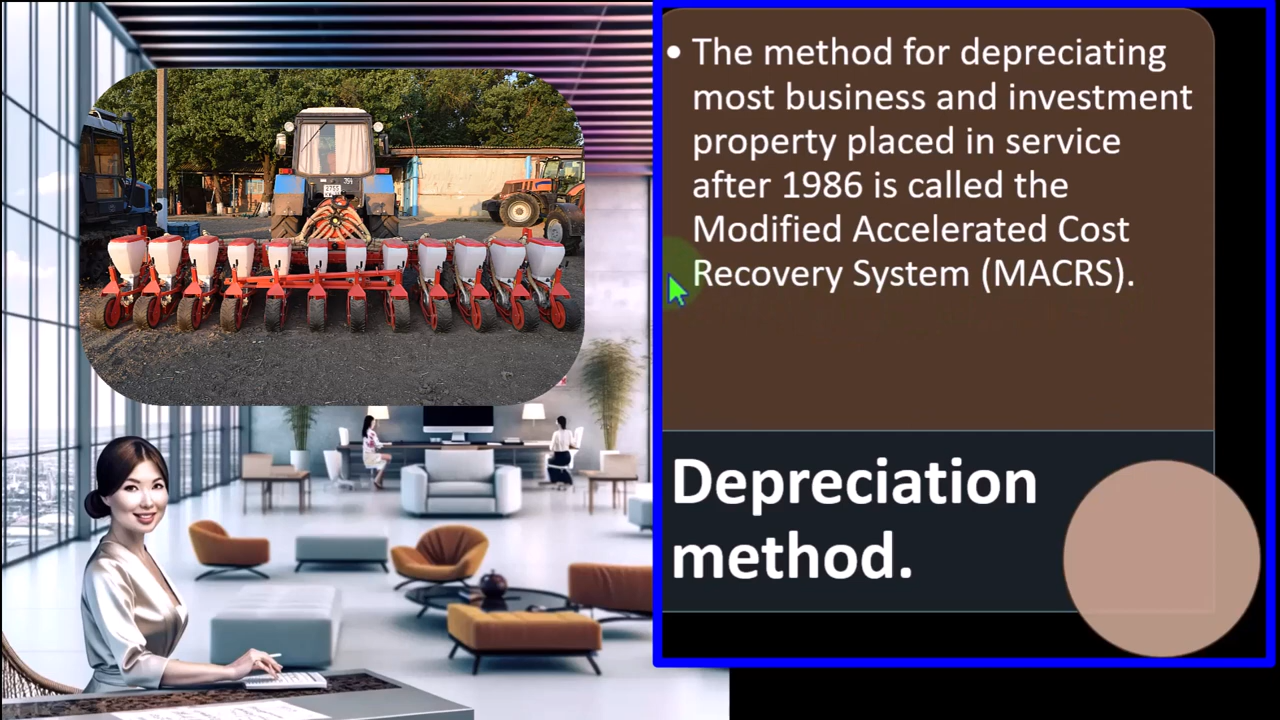 • The method for depreciating
most business and investment
property placed in service
after 1986 is called the
Modified Accelerated Cost
Recovery System (MACRS).
Depreciation
method.